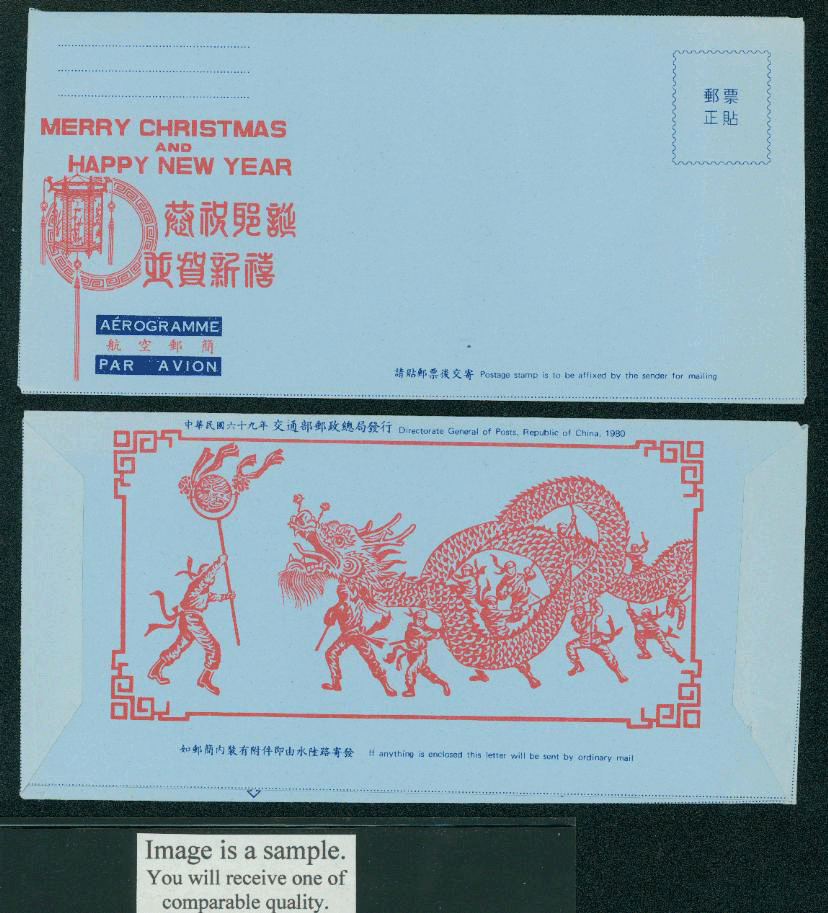 MERRY CHRISTMAS
AND
HAPPY NEW YEAR
恭祝耶誕
並賀新禧
郵票
正貼
AÉROGRAMME
航空郵簡
PAR AVION
請貼郵票後交寄 Postage stamp is to be affixed by the sender for mailing
中華民國六十九年 交通部郵政總局發行 Directorate General of Posts, Republic of China, 1980
如郵簡內裝有附件即由水陸路寄發 If anything is enclosed this letter will be sent by ordinary mail
Image is a sample.
You will receive one of
comparable quality.